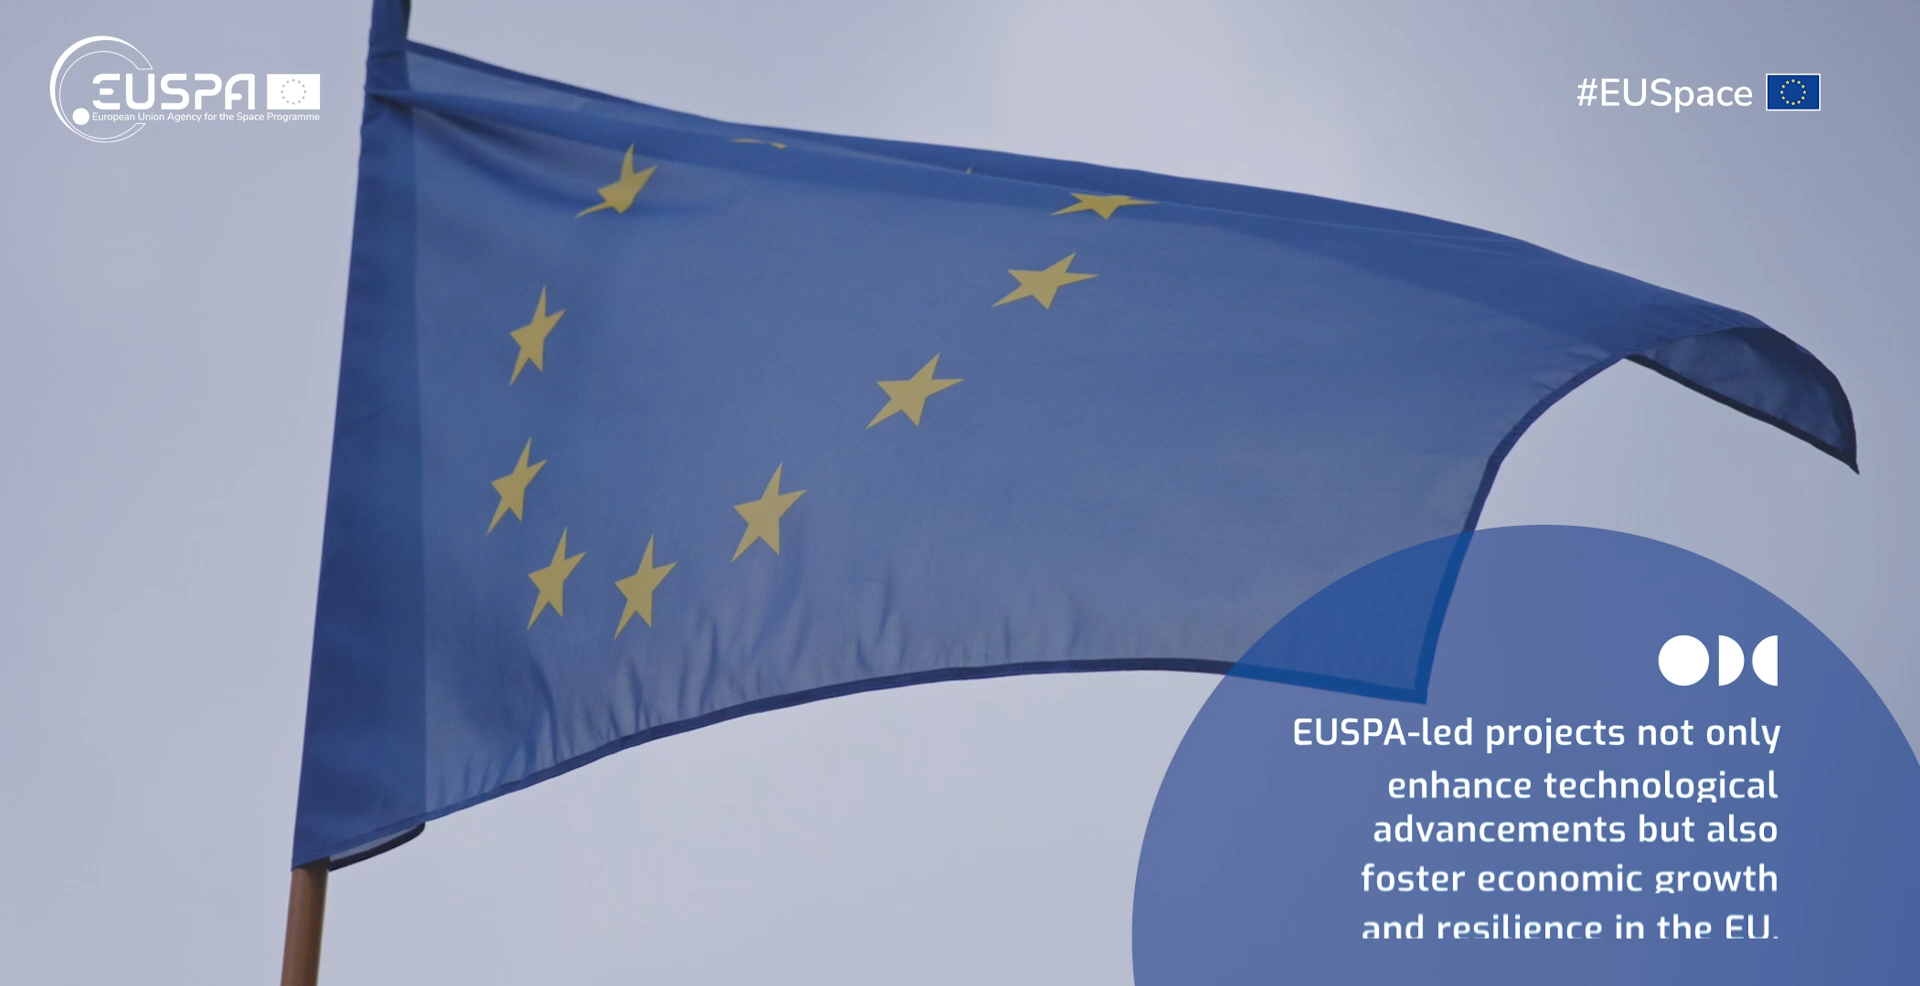 EUSPA
European Union Agency for the Space Programme
#EUSpace
EUSPA-led projects not only
enhance technological
advancements but also
foster economic growth
and resilience in the EU.